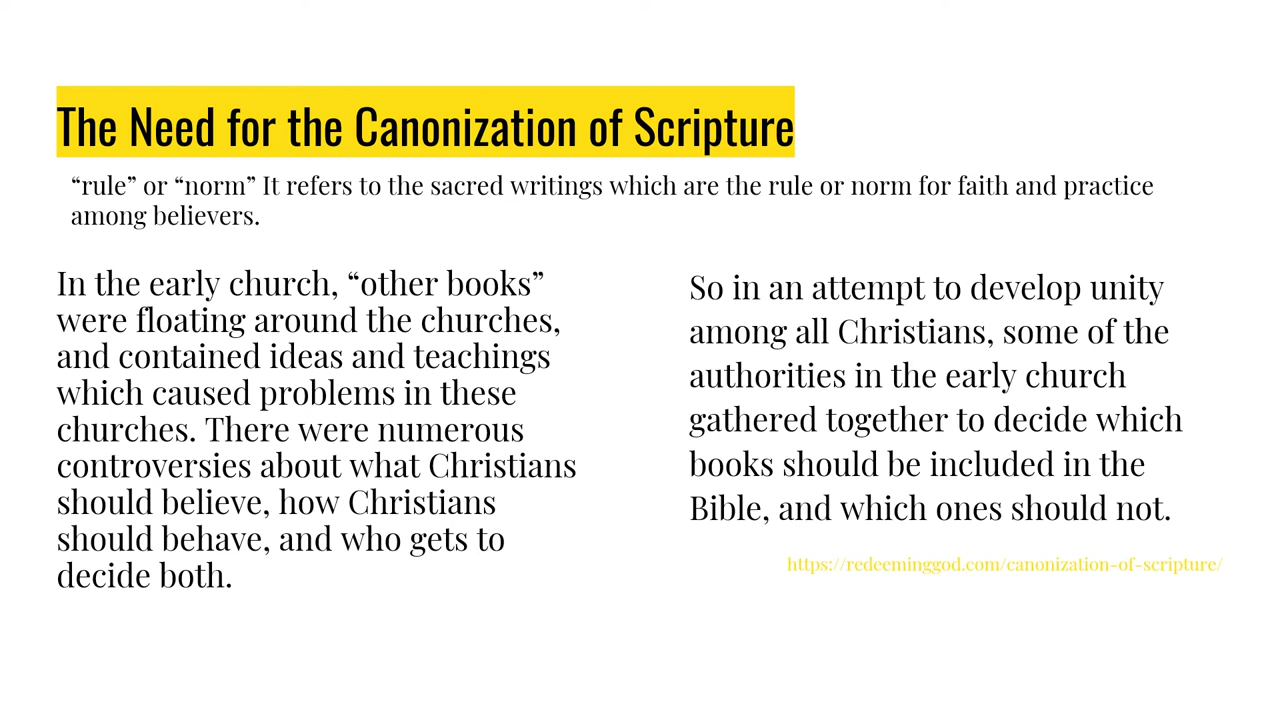 The Need for the Canonization of Scripture
“rule” or “norm” It refers to the sacred writings which are the rule or norm for faith and practice
among believers.
In the early church, “other books”
were floating around the churches,
and contained ideas and teachings
which caused problems in these
churches. There were numerous
controversies about what Christians
should believe, how Christians
should behave, and who gets to
decide both.
So in an attempt to develop unity
among all Christians, some of the
authorities in the early church
gathered together to decide which
books should be included in the
Bible, and which ones should not.
https://redeeminggod.com/canonization-of-scripture/